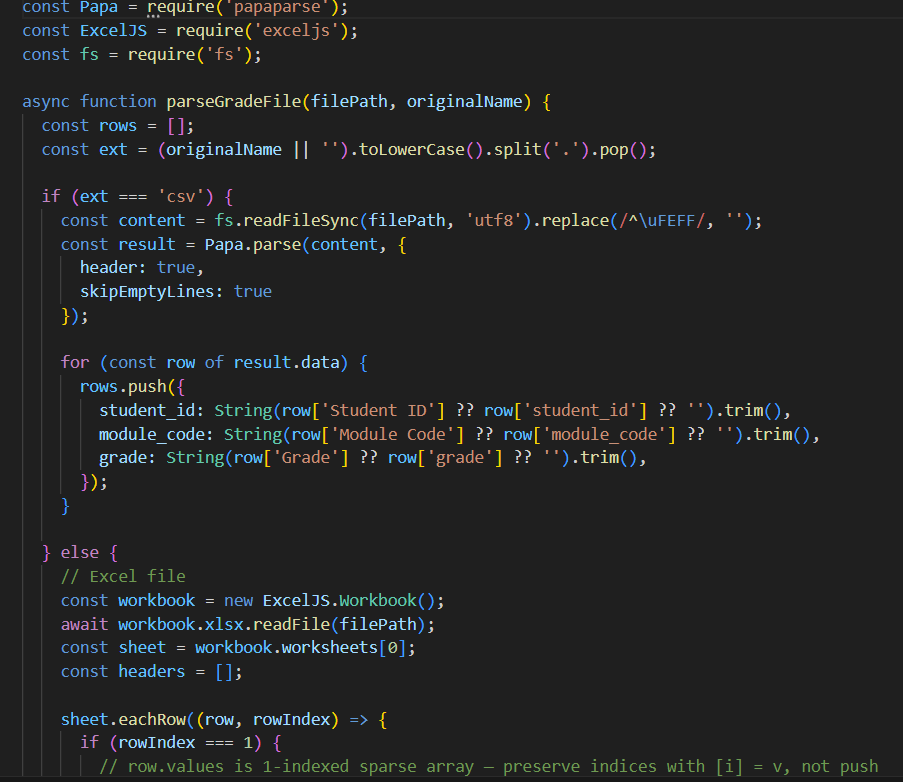 const Papa = require('papaparse');
const ExcelJS = require('exceljs');
const fs = require('fs');

async function parseGradeFile(filePath, originalName) {
  const rows = [];
  const ext = (originalName || '').toLowerCase().split('.').pop();

  if (ext === 'csv') {
    const content = fs.readFileSync(filePath, 'utf8').replace(/^\uFEFF/, '');
    const result = Papa.parse(content, {
      header: true,
      skipEmptyLines: true
    });

    for (const row of result.data) {
      rows.push({
        student_id: String(row['Student ID'] ?? row['student_id'] ?? '').trim(),
        module_code: String(row['Module Code'] ?? row['module_code'] ?? '').trim(),
        grade: String(row['Grade'] ?? row['grade'] ?? '').trim(),
      });
    }

  } else {
    // Excel file
    const workbook = new ExcelJS.Workbook();
    await workbook.xlsx.readFile(filePath);
    const sheet = workbook.worksheets[0];
    const headers = [];

    sheet.eachRow((row, rowIndex) => {
      if (rowIndex === 1) {
        // row.values is 1-indexed sparse array — preserve indices with [i] = v, not push